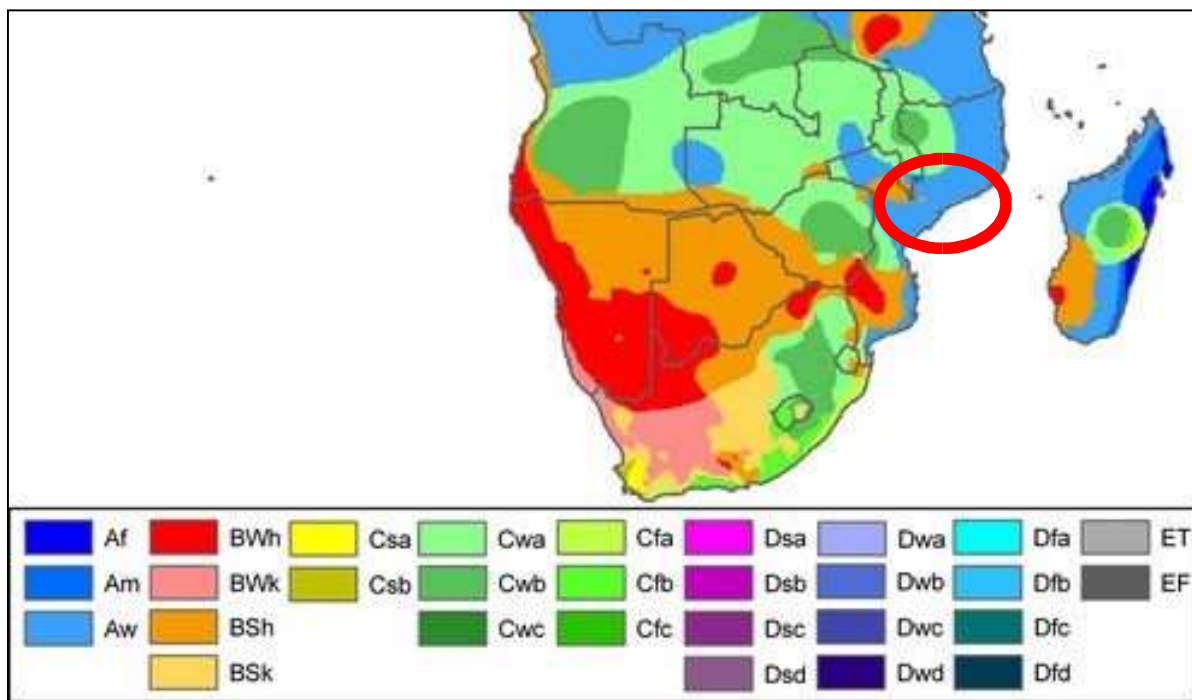 Af BWh Csa Cwa Cfa Dsa Dwa Dfa ET
Am BWk Csb Cwb Cfb Dsb Dwb Dfb EF
Aw BSh Cwc Cfc Dsc Dwc Dfc
BSk Dsd Dwd Dfd